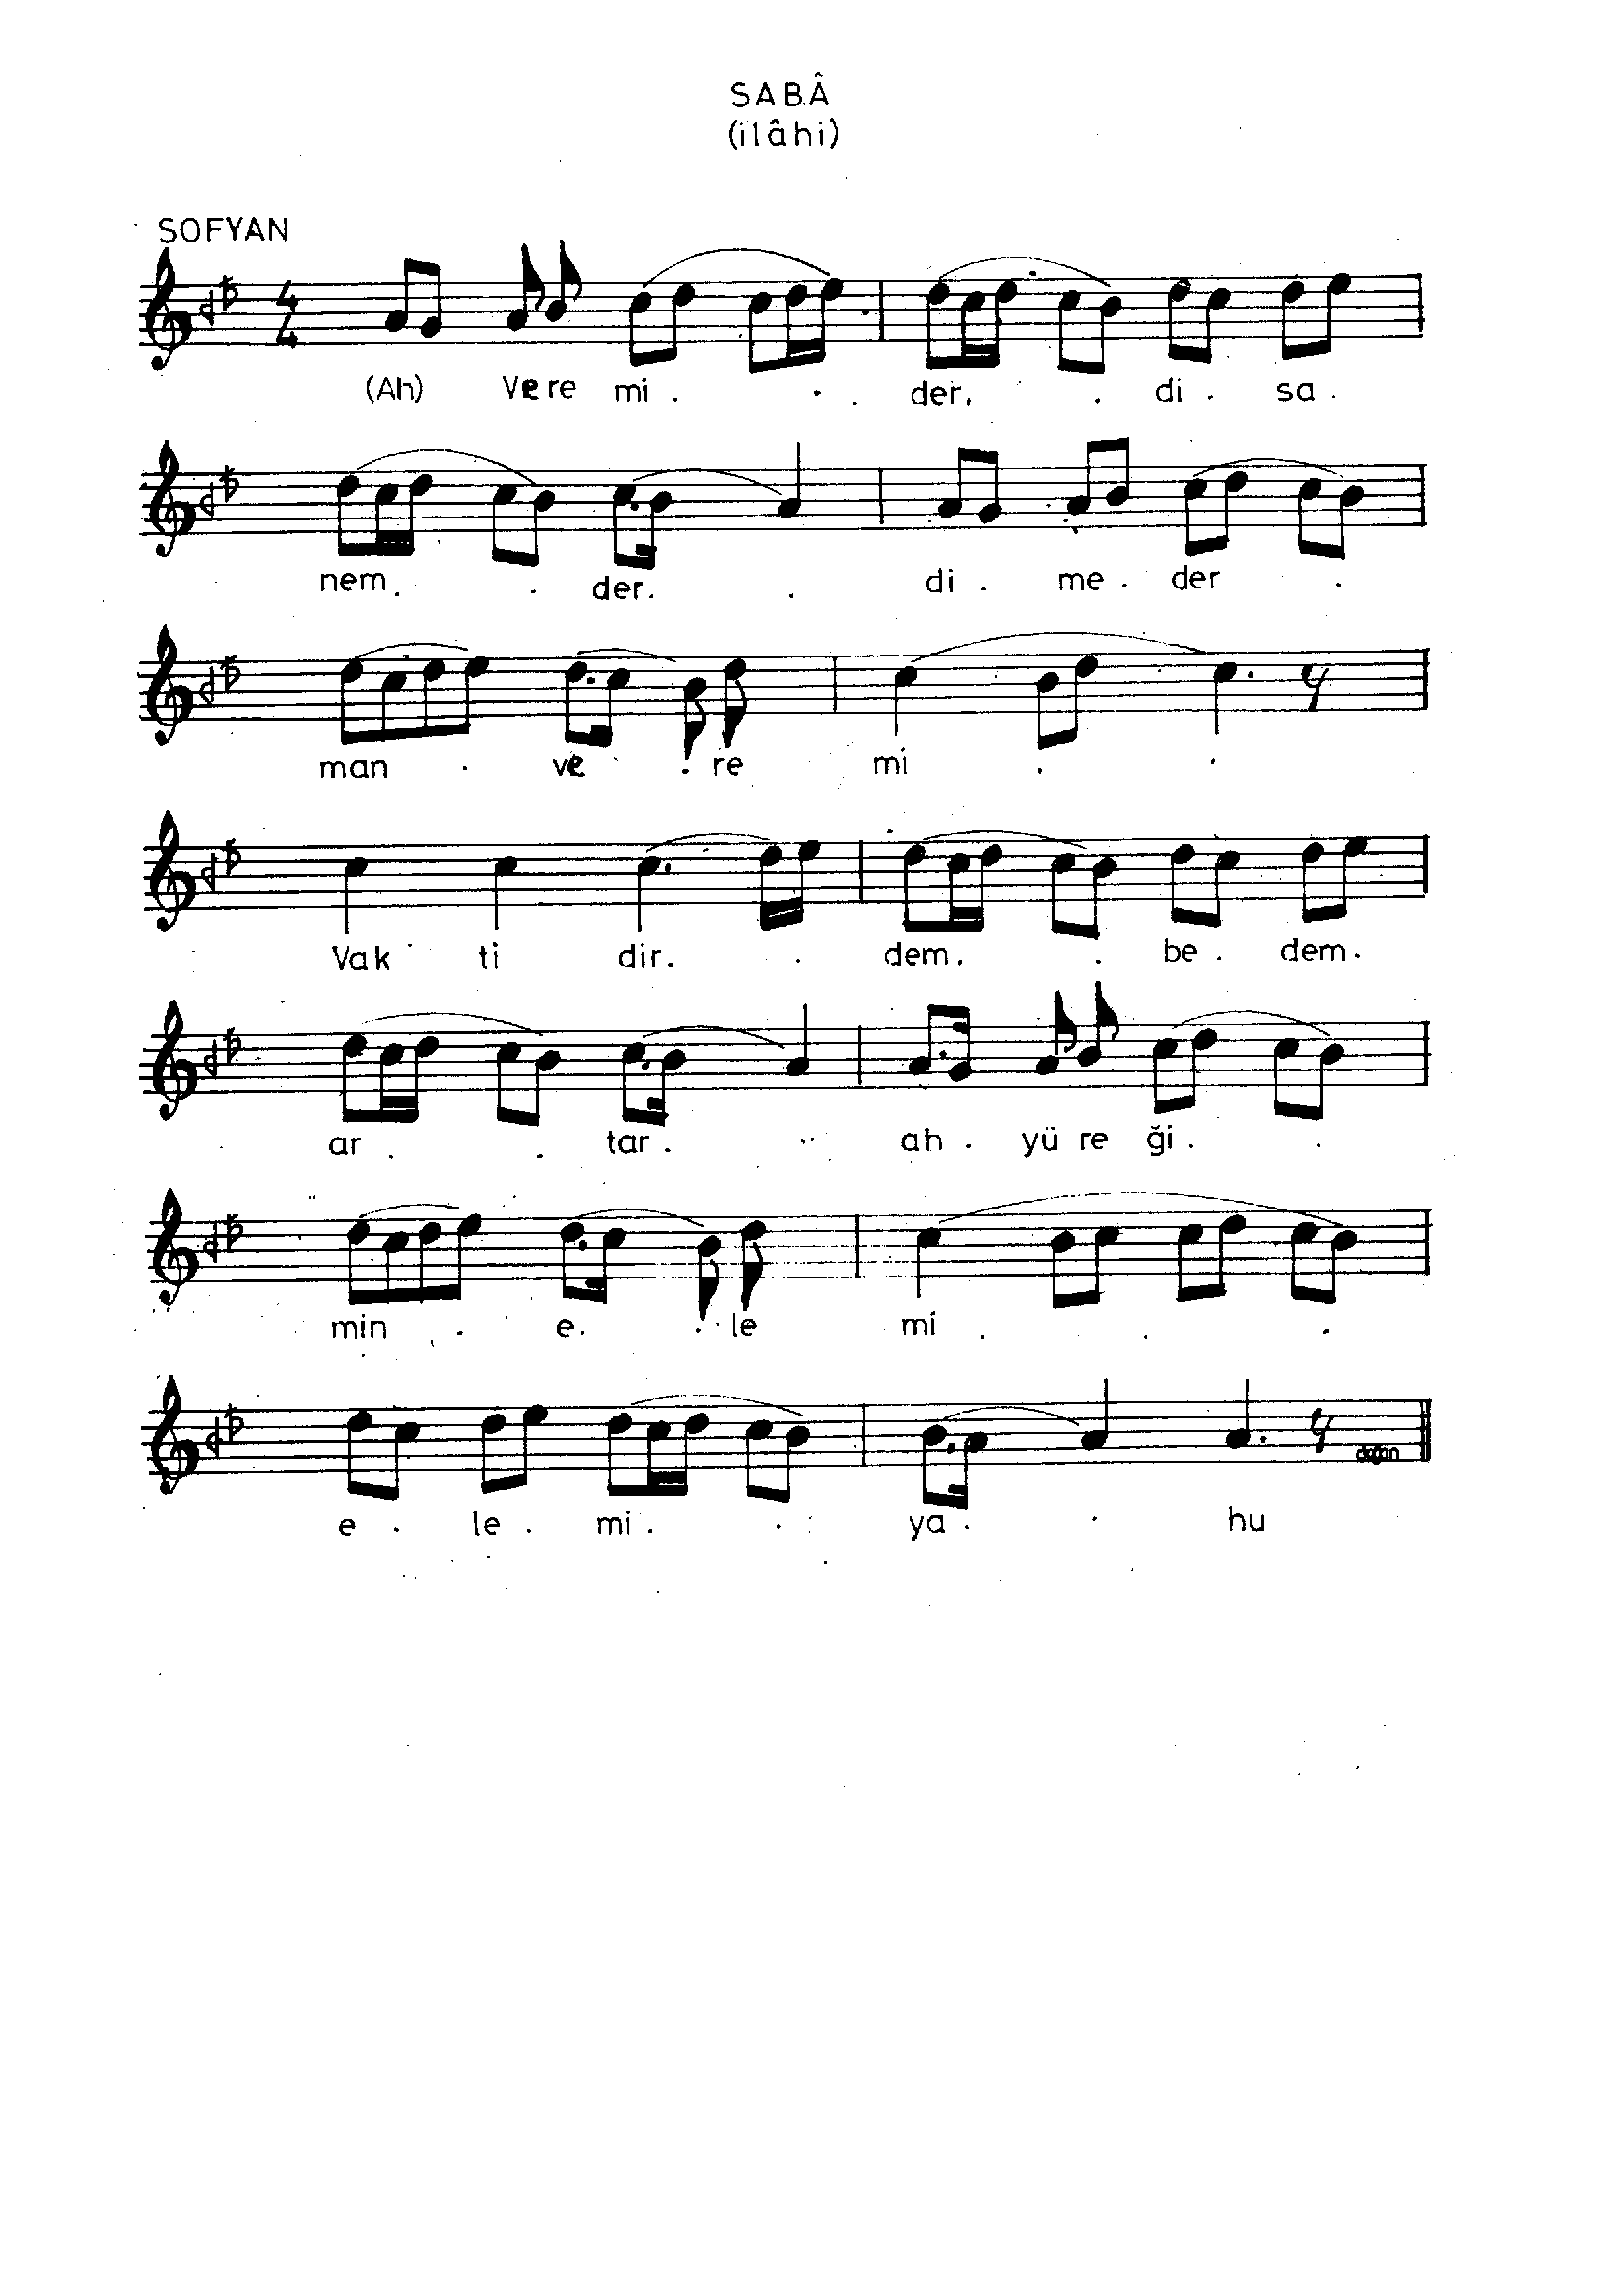 SABÂ
(ilâhi)
SOFYAN
4
4
(Ah) Ve re mi . . . der. . di . sa .
nem. . der. . di . me . der .
man . ve . re mi . .
Vak ti dir. . dem. . be . dem.
ar . . tar. . ah . yü re ği . .
min . e. . le mi . . .
e . le . mi . . ya . . hu